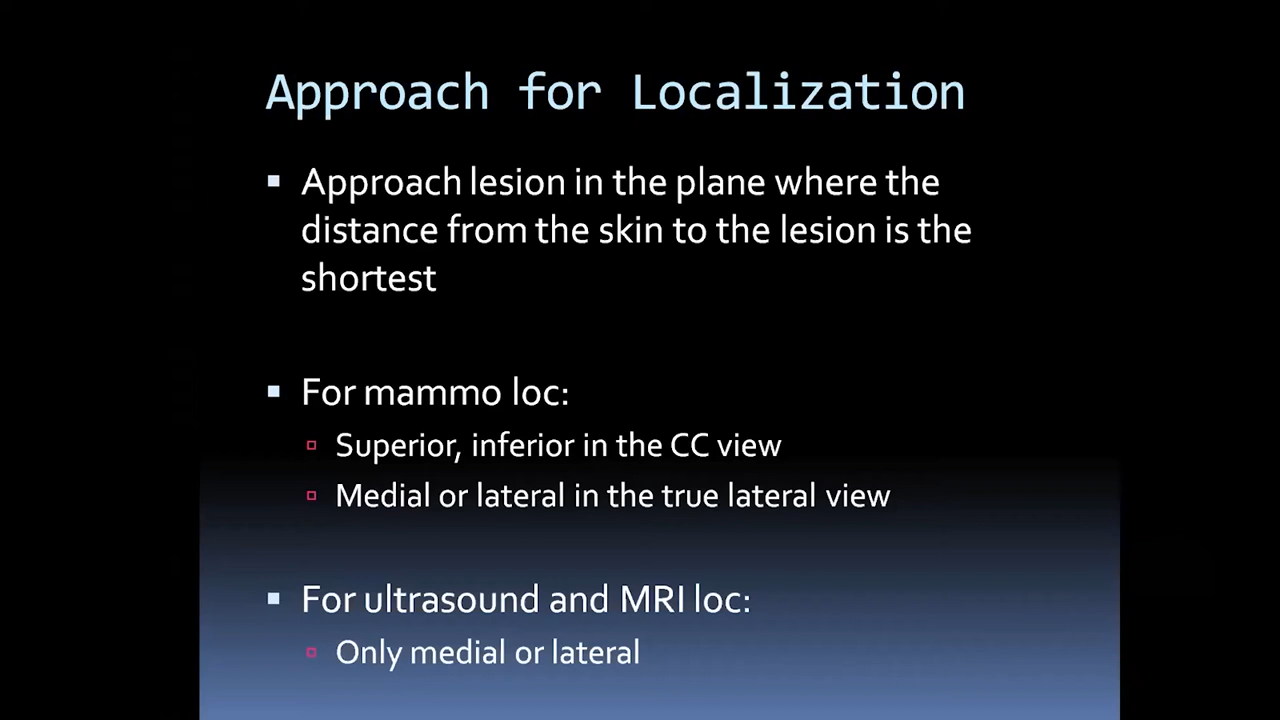 Approach for Localization
Approach lesion in the plane where the
distance from the skin to the lesion is the
shortest
For mammo loc:
Superior, inferior in the CC view
Medial or lateral in the true lateral view
For ultrasound and MRI loc:
Only medial or lateral